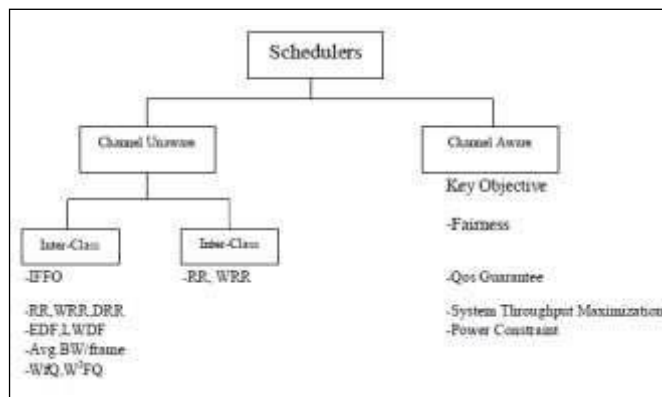 Schedulers
Channel Unaware
Channel Aware
Key Objective
-Fairness
-Qos Guarantee
-System Throughput Maximization
-Power Constraint
Inter-Class
-IFFO
-RR,WRR,DRR
-EDF,LWDF
-Avg.BW/frame
-WfQ,W²FQ
Inter-Class
-RR, WRR